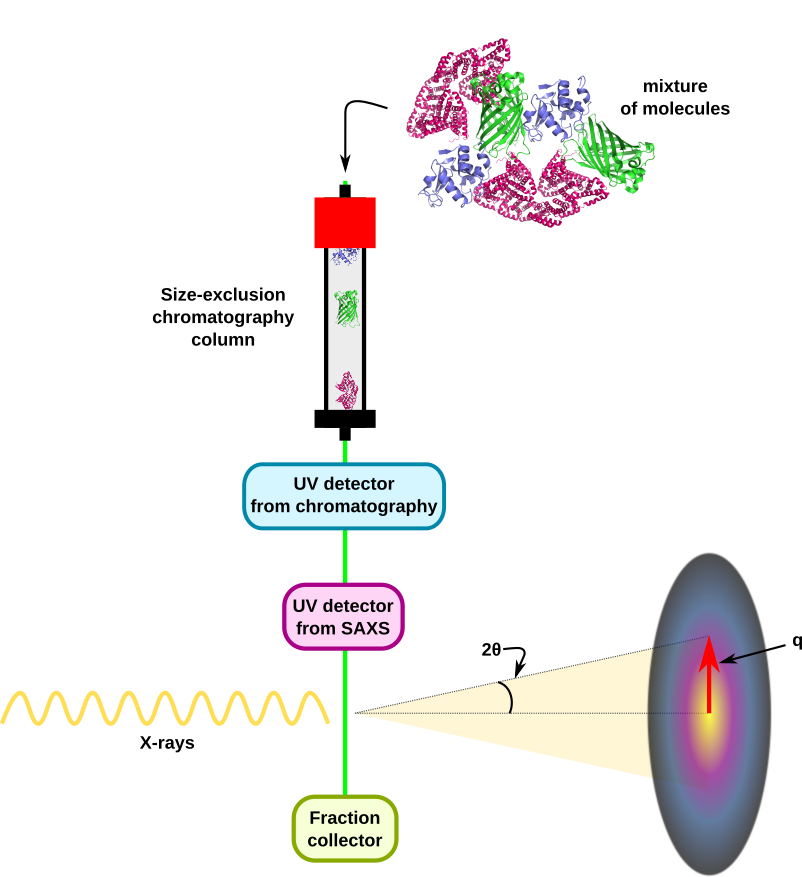 mixture
of molecules
Size-exclusion
chromatography
column
UV detector
from chromatography
UV detector
from SAXS
2θ
q
X-rays
Fraction
collector